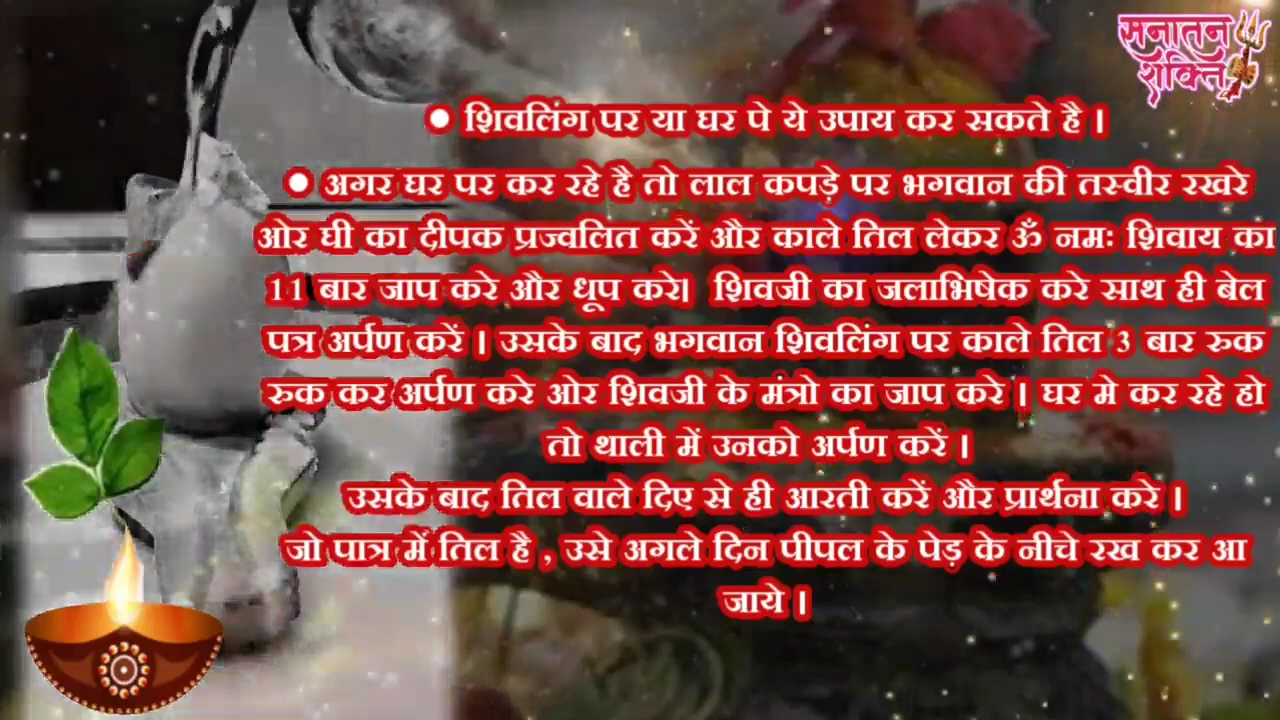 सनातन
शक्ति
● शिवलिंग पर या घर पे ये उपाय कर सकते है ।
● अगर घर पर कर रहे है तो लाल कपड़े पर भगवान की तस्वीर रखरे
ओर घी का दीपक प्रज्वलित करें और काले तिल लेकर ॐ नमः शिवाय का
11 बार जाप करे और धूप करे। शिवजी का जलाभिषेक करे साथ ही बेल
पत्र अर्पण करें । उसके बाद भगवान शिवलिंग पर काले तिल 3 बार रुक
रुक कर अर्पण करे ओर शिवजी के मंत्रो का जाप करे । घर मे कर रहे हो
तो थाली में उनको अर्पण करें ।
उसके बाद तिल वाले दिए से ही आरती करें और प्रार्थना करे ।
जो पात्र में तिल है , उसे अगले दिन पीपल के पेड़ के नीचे रख कर आ
जाये ।